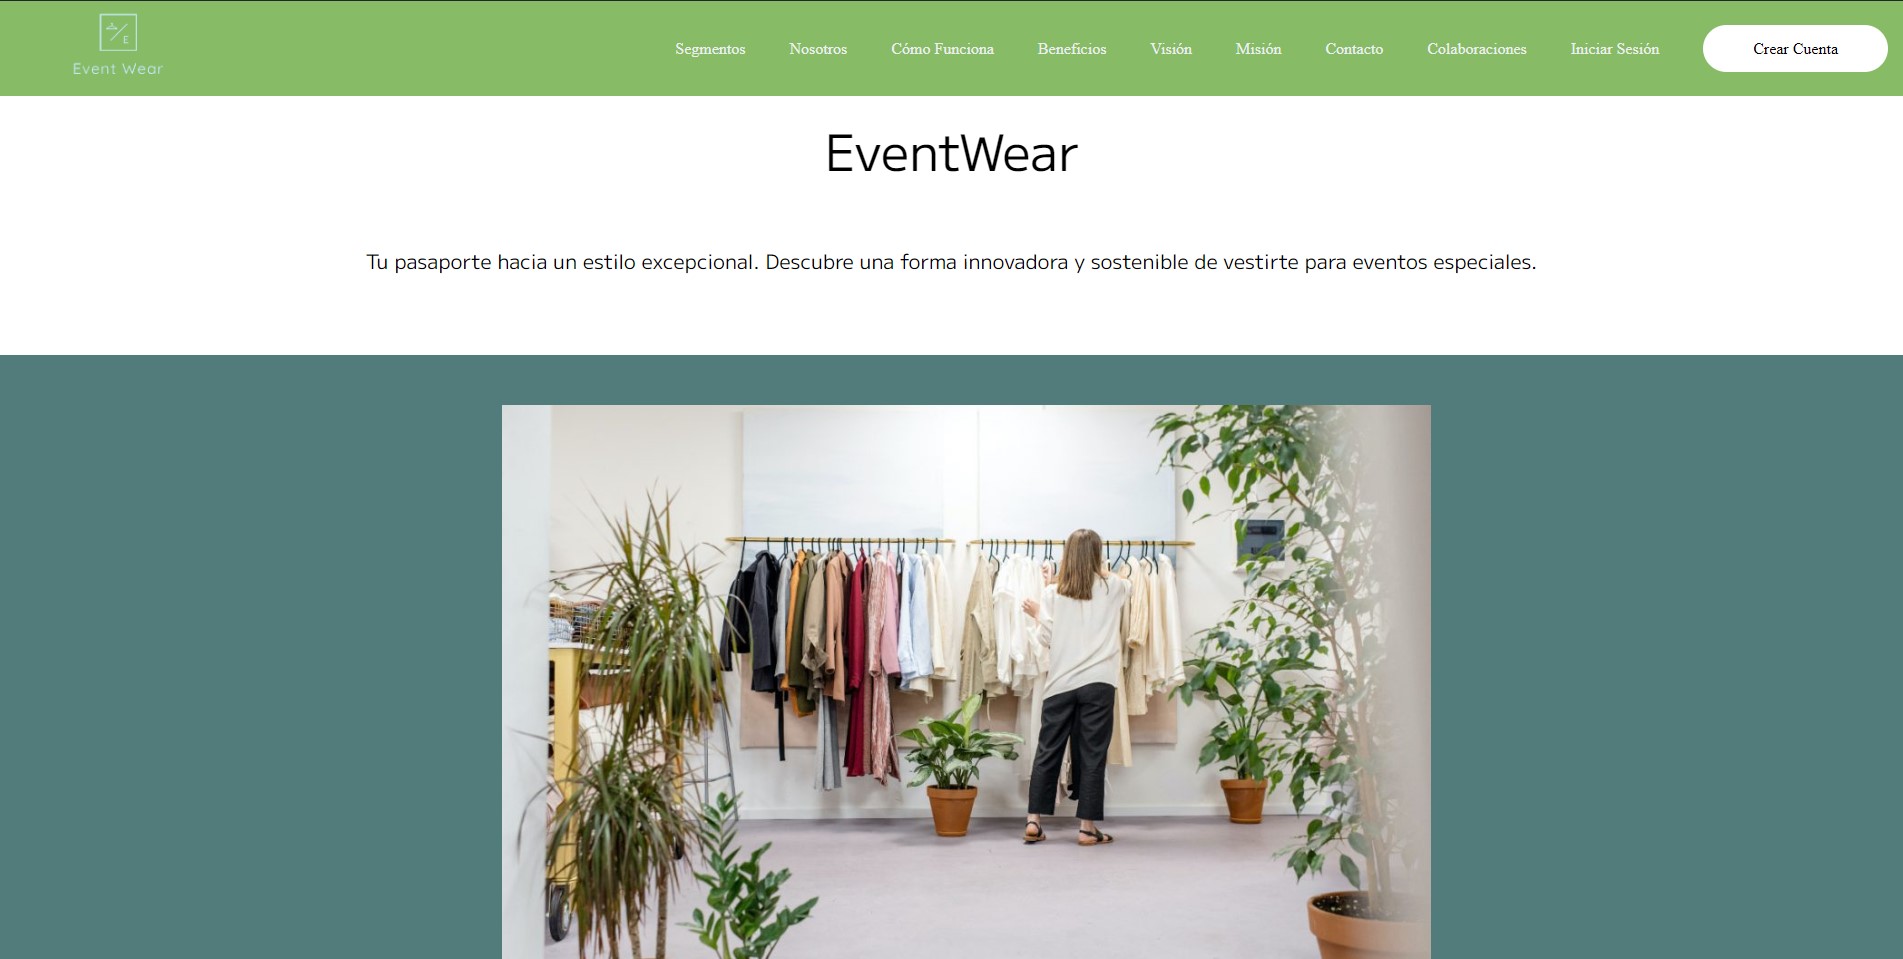 E
Event Wear
Segmentos Nosotros Cómo Funciona Beneficios Visión Misión Contacto Colaboraciones Iniciar Sesión Crear Cuenta
EventWear
Tu pasaporte hacia un estilo excepcional. Descubre una forma innovadora y sostenible de vestirte para eventos especiales.